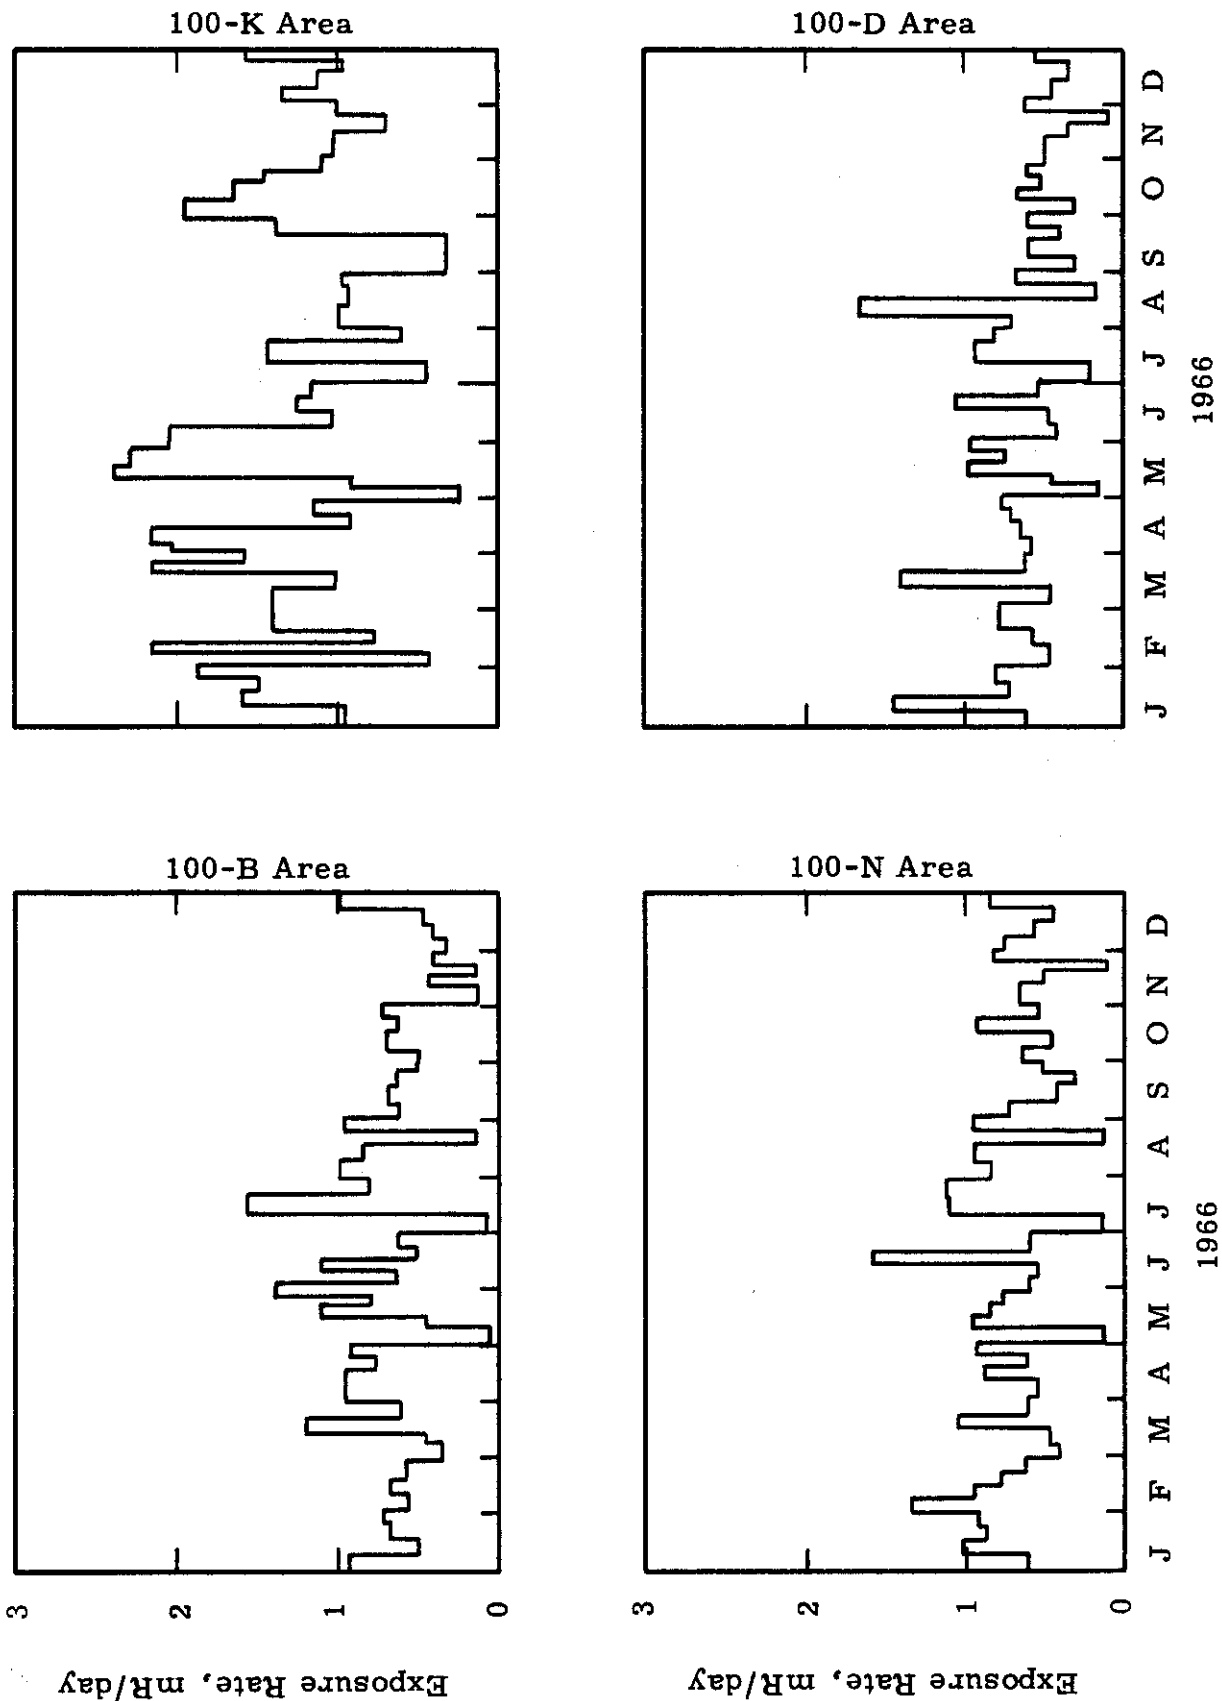 100-B Area
100-K Area
Exposure Rate, mR/day
3
2
1
0
100-N Area
100-D Area
Exposure Rate, mR/day
3
2
1
0
J F M A M J J A S O N D
J F M A M J J A S O N D
1966
1966